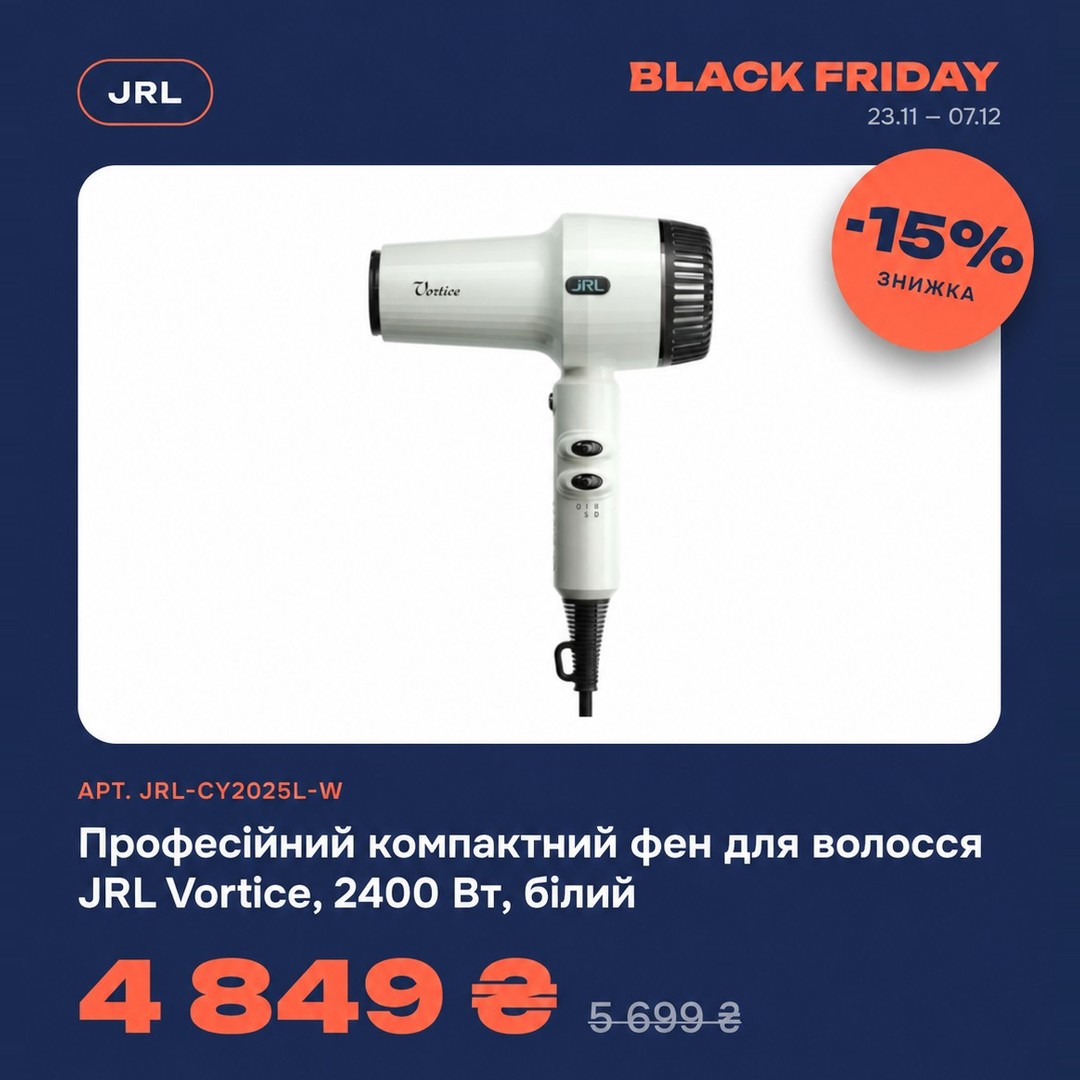 JRL
BLACK FRIDAY
23.11 – 07.12
-15%
ЗНИЖКА
Vortice
JRL
O I II
S D
АРТ. JRL-CY2025L-W
Професійний компактний фен для волосся
JRL Vortice, 2400 Вт, білий
4 849 ₴
5 699 ₴